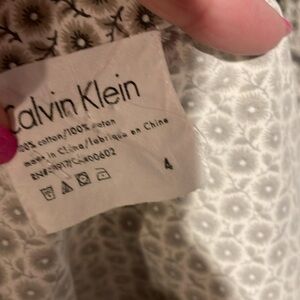 Calvin Klein
100% cotton/100% coton
made in China/fabriqué en Chine
4